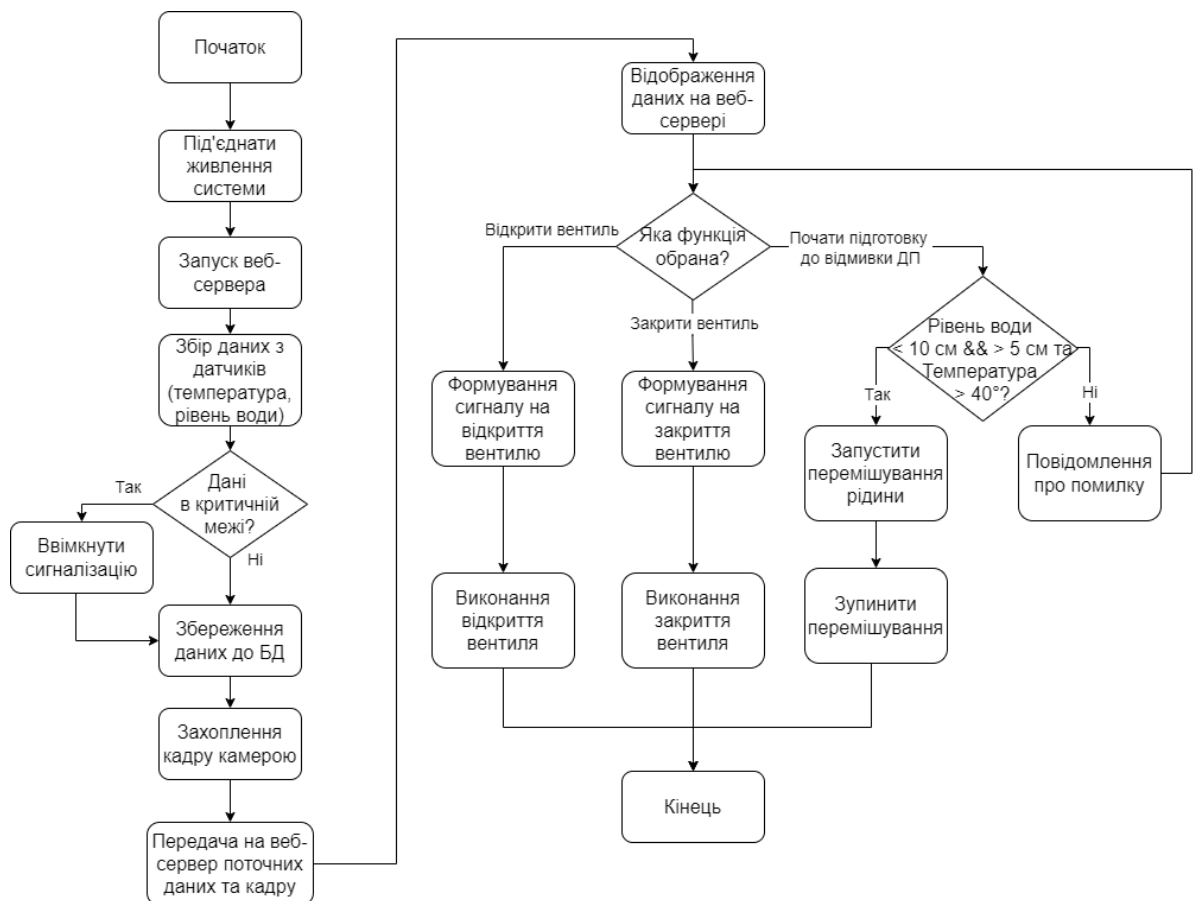 Початок
Під'єднати
живлення
системи
Запуск веб-
сервера
Збір даних з
датчиків
(температура,
рівень води)
Дані
в критичній
межі?
Так
Ні
Ввімкнути
сигналізацію
Збереження
даних до БД
Захоплення
кадру камерою
Передача на веб-
сервер поточних
даних та кадру
Відображення
даних на веб-
сервері
Яка функція
обрана?
Відкрити вентиль
Закрити вентиль
Почати підготовку
до відмивки ДП
Формування
сигналу на
відкриття
вентилю
Виконання
відкриття
вентиля
Формування
сигналу на
закриття
вентилю
Виконання
закриття
вентиля
Рівень води
< 10 см && > 5 см та
Температура
> 40°?
Так
Ні
Запустити
перемішування
рідини
Зупинити
перемішування
Повідомлення
про помилку
Кінець